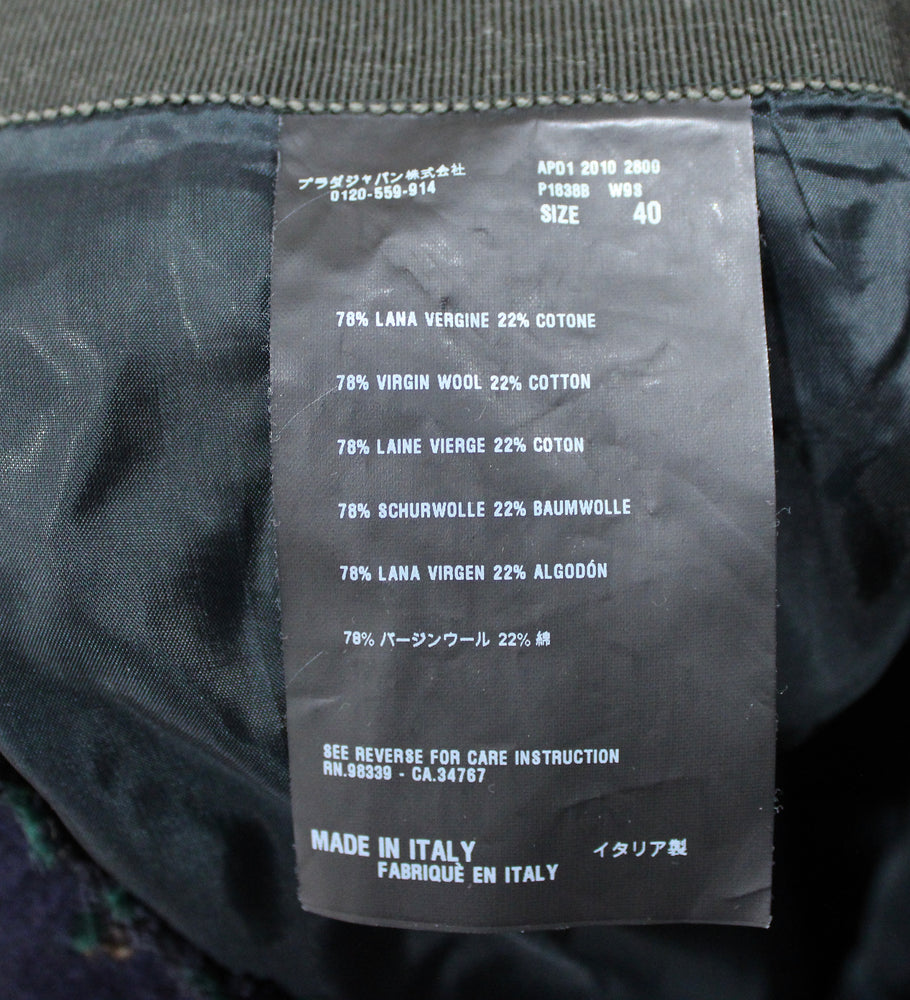 プラダジャパン株式会社
0120-559-914
APD1 2010 2800
P1838B W9S
SIZE 40
78% LANA VERGINE 22% COTONE
78% VIRGIN WOOL 22% COTTON
78% LAINE VIERGE 22% COTON
78% SCHURWOLLE 22% BAUMWOLLE
78% LANA VIRGEN 22% ALGODÓN
78% バージンウール 22% 綿
SEE REVERSE FOR CARE INSTRUCTION
RN.98339 - CA.34767
MADE IN ITALY イタリア製
FABRIQUÈ EN ITALY